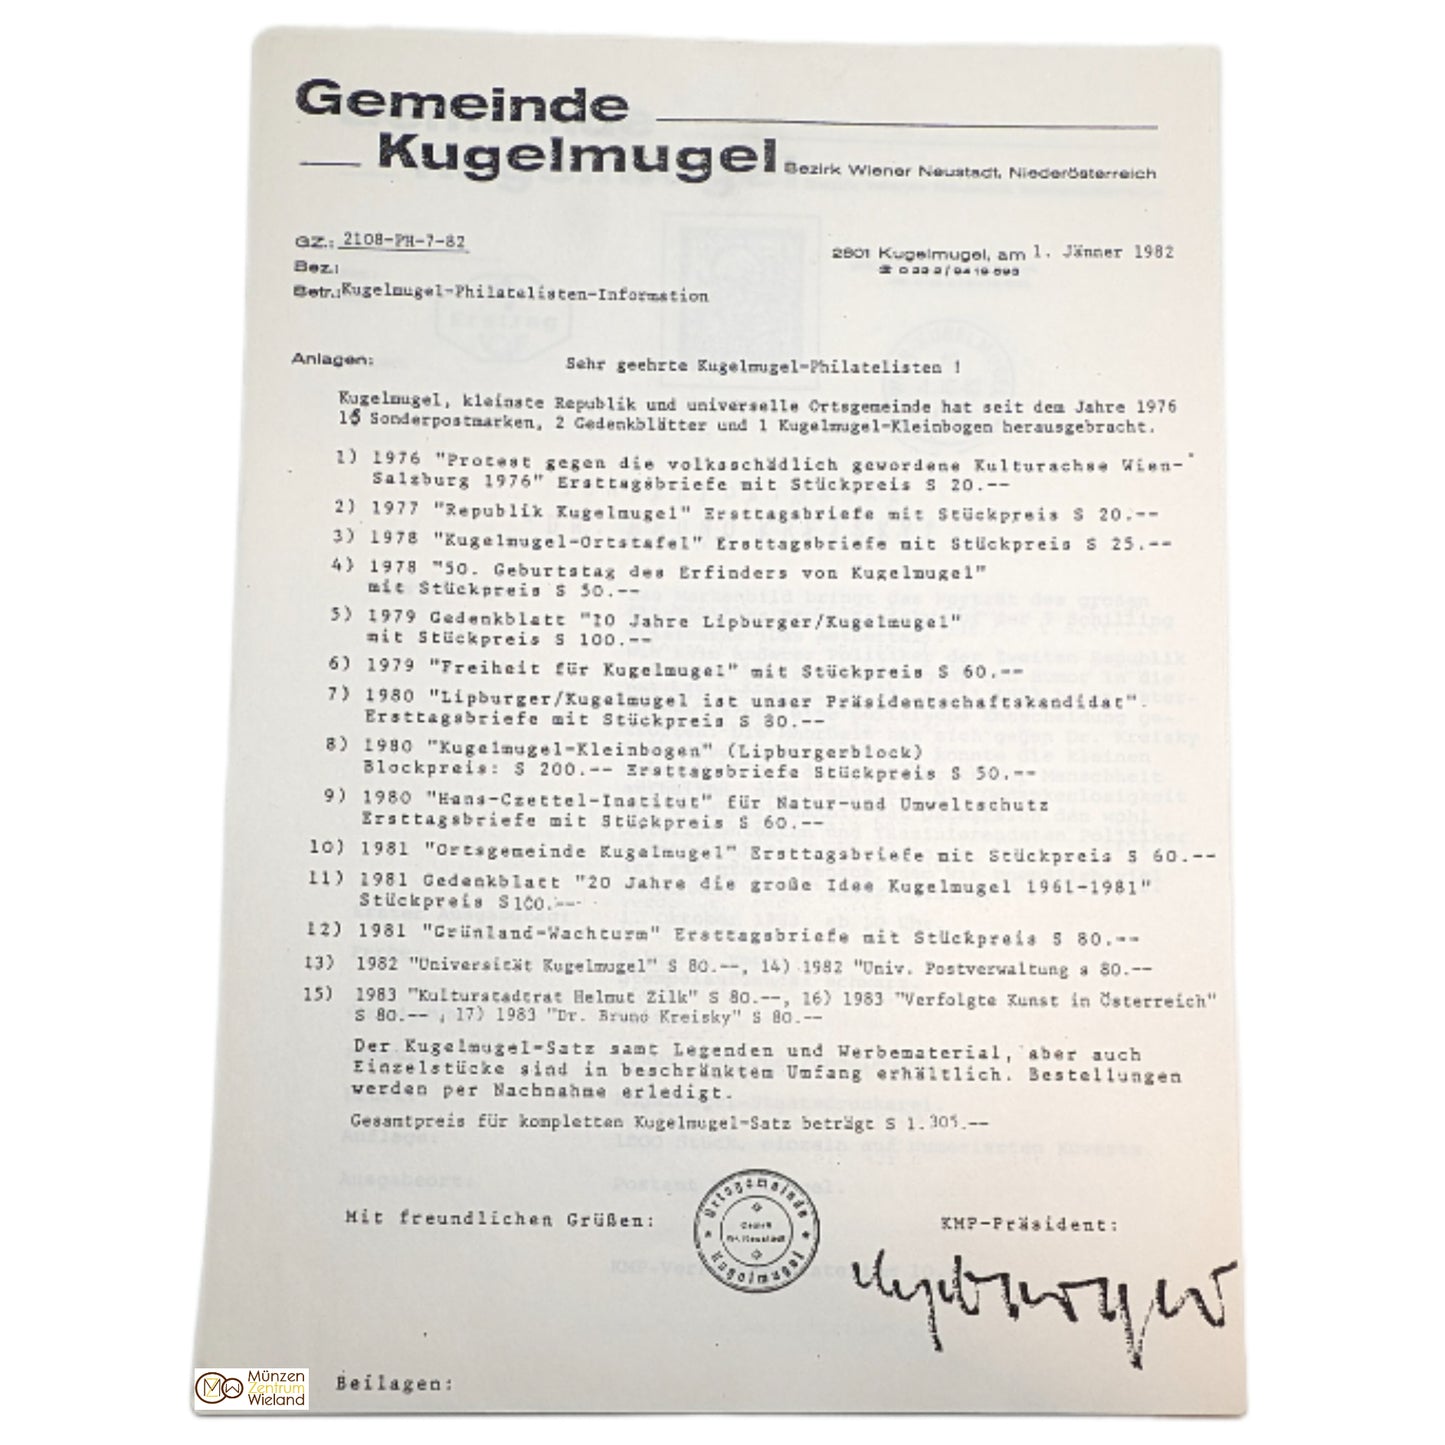 Gemeinde
Kugelmugel Bezirk Wiener Neustadt, Niederösterreich
GZ.: 2108-PH-7-82
2801 Kugelmugel, am 1. Jänner 1982
Bez.:
Betr.: Kugelmugel-Philatelisten-Information
Anlagen:
Sehr geehrte Kugelmugel-Philatelisten !
Kugelmugel, kleinste Republik und universelle Ortsgemeinde hat seit dem Jahre 1976
Sonderpostmarken, 2 Gedenkblätter und 1 Kugelmugel-Kleinbogen herausgebracht.
1) 1976 "Protest gegen die volksschädlich gewordene Kulturachse Wien-
Salzburg 1976" Ersttagsbriefe mit Stückpreis S 20.--
2) 1977 "Republik Kugelmugel" Ersttagsbriefe mit Stückpreis S 20.--
3) 1978 "Kugelmugel-Ortstafel" Ersttagsbriefe mit Stückpreis S 25.--
4) 1978 "50. Geburtstag des Erfinders von Kugelmugel"
mit Stückpreis S 50.--
5) 1979 Gedenkblatt "10 Jahre Lipburger/Kugelmugel"
mit Stückpreis S 100.--
6) 1979 "Freiheit für Kugelmugel" mit Stückpreis S 60.--
7) 1980 "Lipburger/Kugelmugel ist unser Präsidentschaftskandidat".
Ersttagsbriefe mit Stückpreis S 80.--
8) 1980 "Kugelmugel-Kleinbogen" (Lipburgerblock)
Blockpreis: S 200.-- Ersttagsbriefe Stückpreis S 50.--
9) 1980 "Hans-Czettel-Institut" für Natur-und Umweltschutz
Ersttagsbriefe mit Stückpreis S 60.--
10) 1981 "Ortsgemeinde Kugelmugel" Ersttagsbriefe mit Stückpreis S 60.--
11) 1981 Gedenkblatt "20 Jahre die große Idee Kugelmugel 1961-1981"
Stückpreis S 100.--
12) 1981 "Grünland-Wachturm" Ersttagsbriefe mit Stückpreis S 80.--
13) 1982 "Universität Kugelmugel" S 80.--, 14) 1982 "Univ. Postverwaltung s 80.--
15) 1983 "Kulturstadtrat Helmut Zilk" S 80.--, 16) 1983 "Verfolgte Kunst in Österreich"
S 80.-- , 17) 1983 "Dr. Bruno Kreisky" S 80.--
Der Kugelmugel-Satz samt Legenden und Werbematerial, aber auch
Einzelstücke sind in beschränktem Umfang erhältlich. Bestellungen
werden per Nachnahme erledigt.
Gesamtpreis für kompletten Kugelmugel-Satz beträgt S 1.305.--
Mit freundlichen Grüßen:
Ortsgemeinde
Kugelmugel
KMP-Präsident:
Lipburger
Beilagen:
Münzen
Zentrum
Wieland